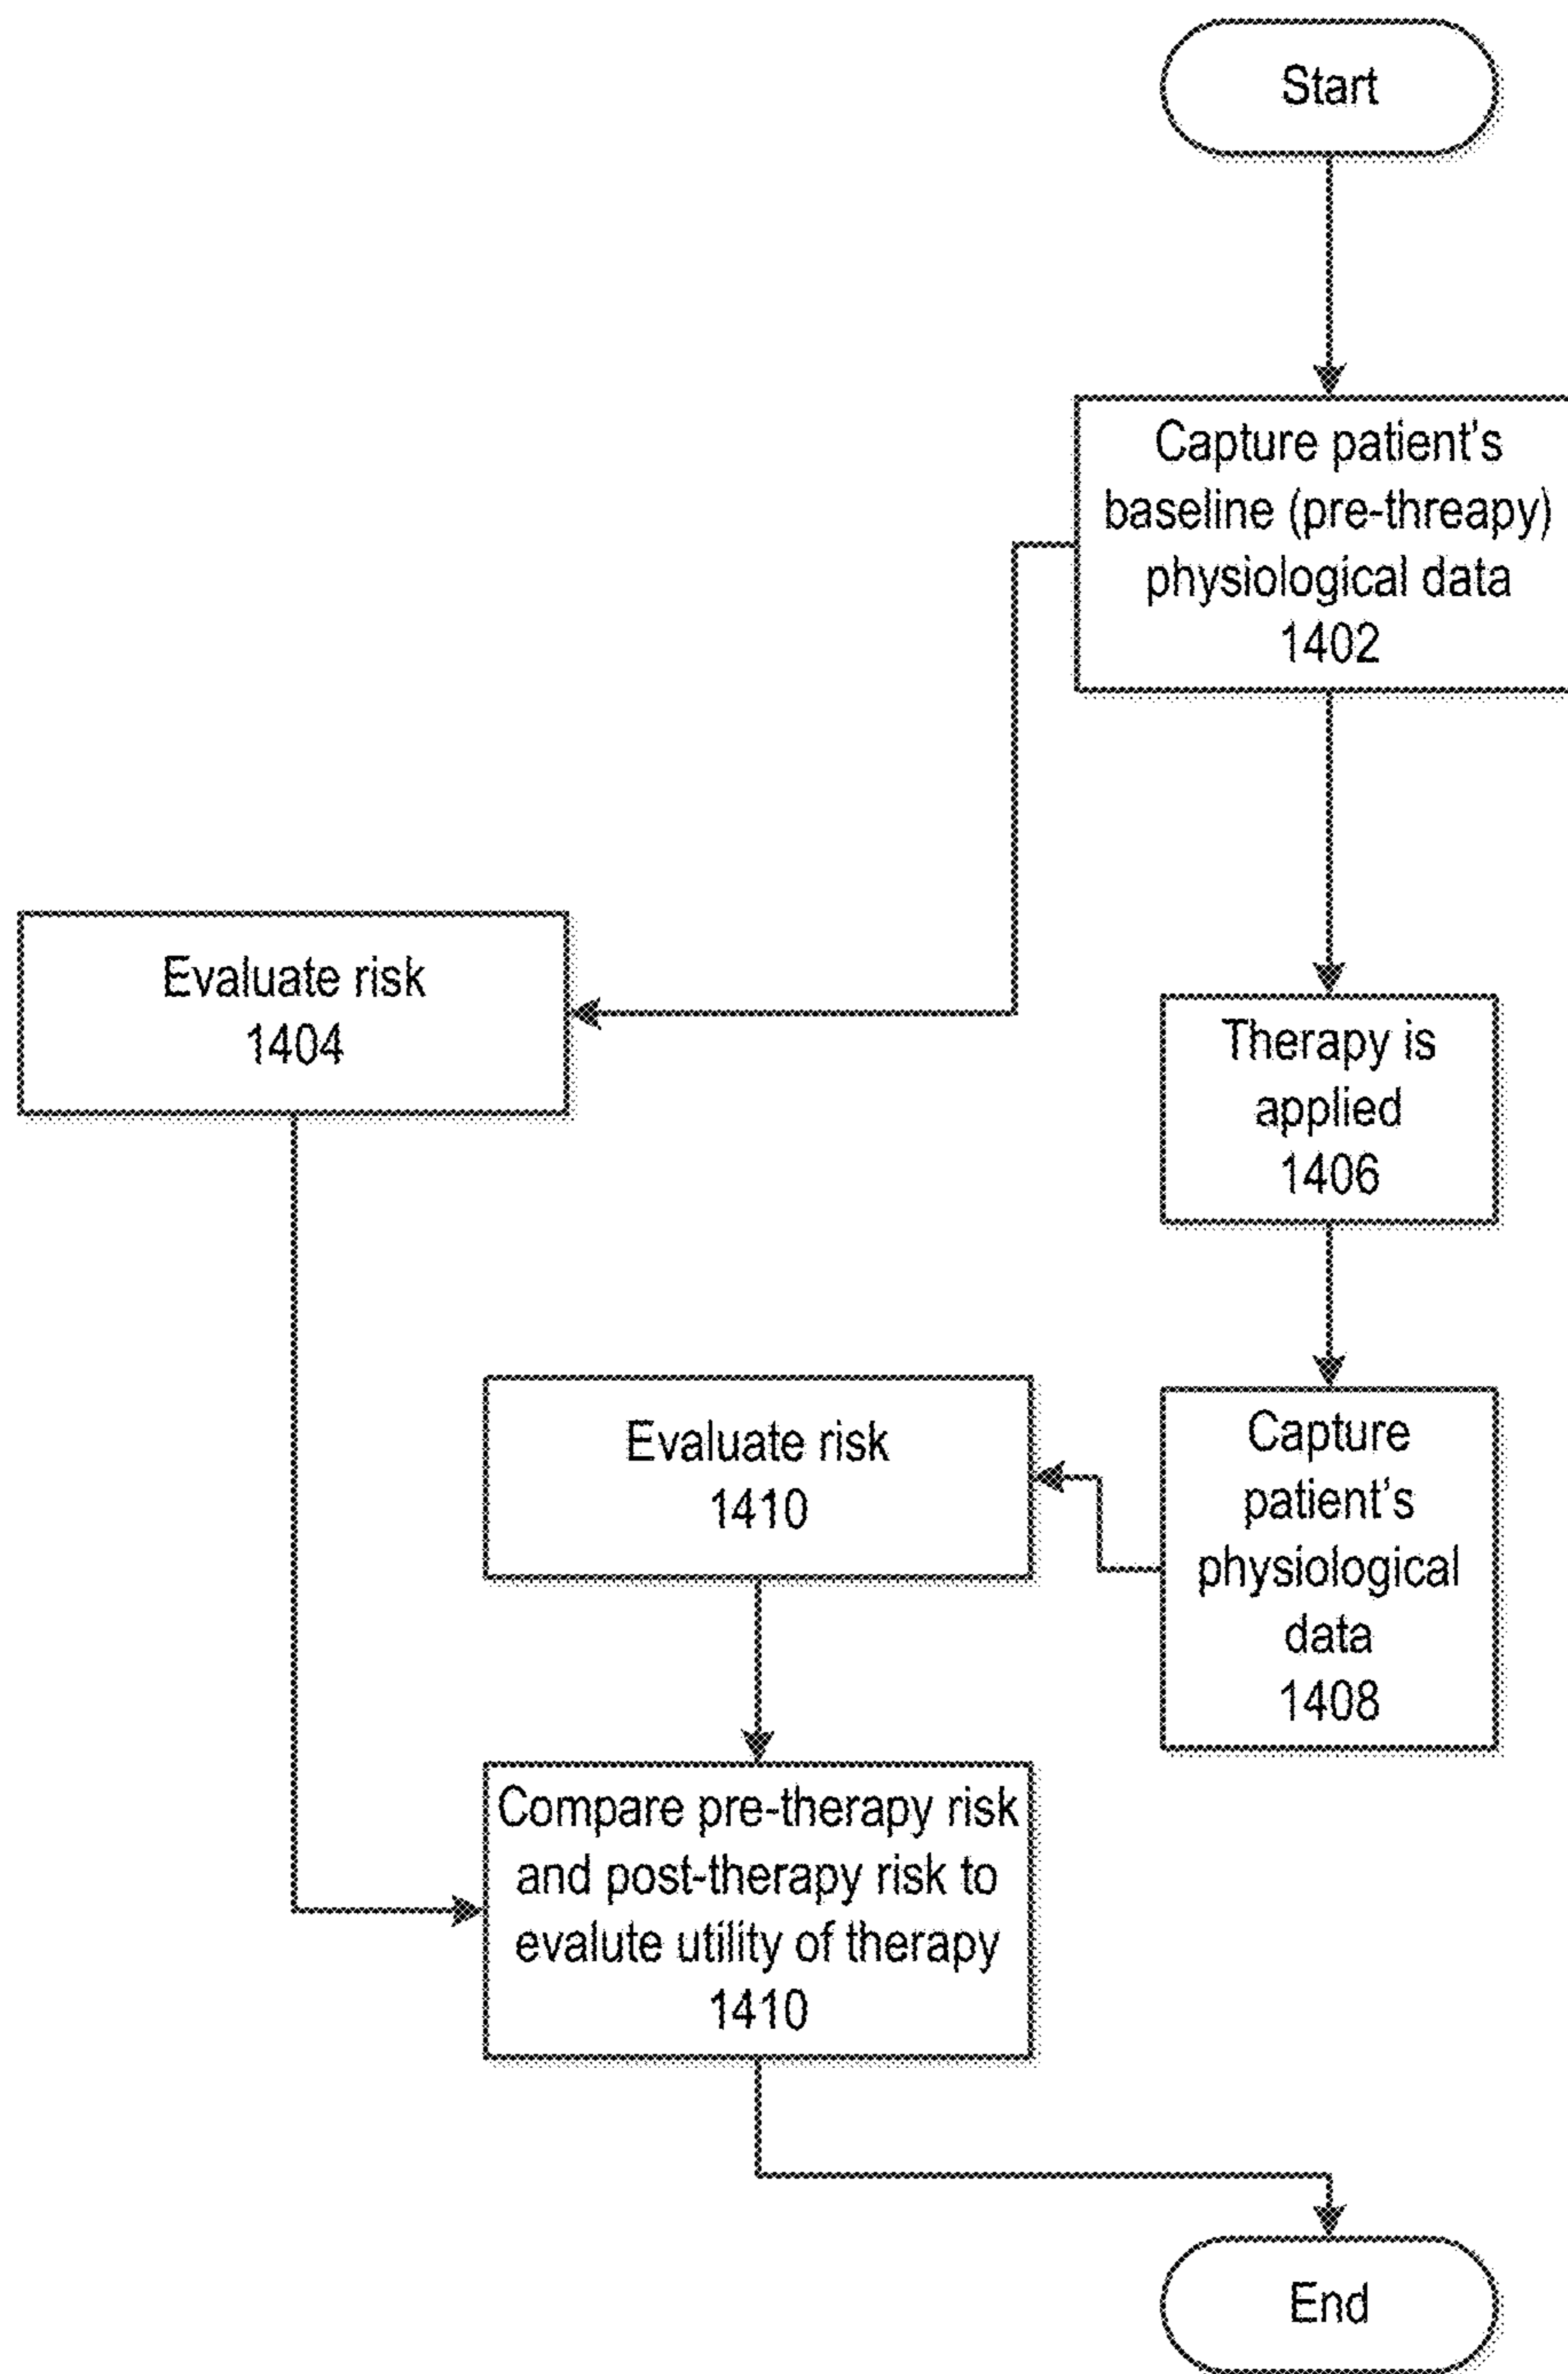 Start
Capture patient's
baseline (pre-threapy)
physiological data
1402
Evaluate risk
1404
Therapy is
applied
1406
Capture
patient's
physiological
data
1408
Evaluate risk
1410
Compare pre-therapy risk
and post-therapy risk to
evalute utility of therapy
1410
End